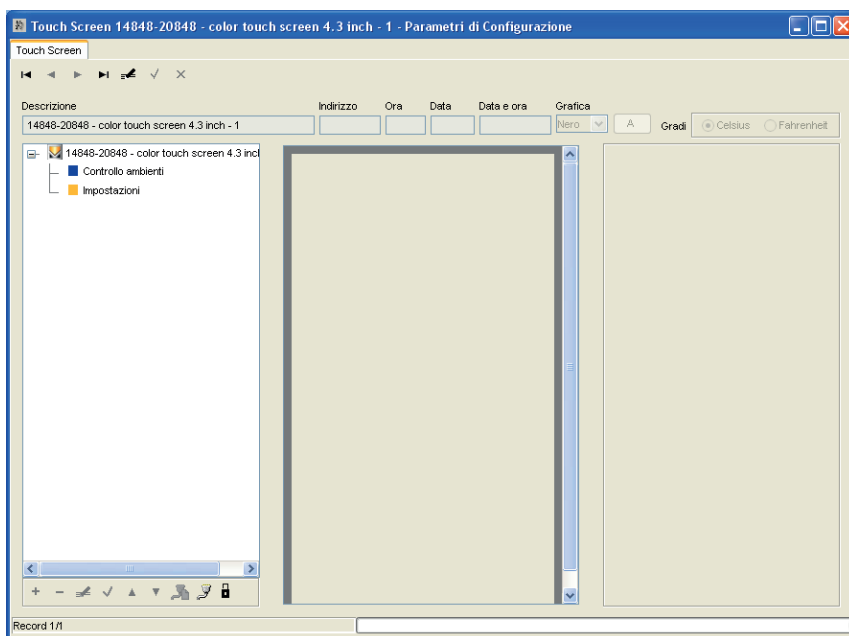 Touch Screen 14848-20848 - color touch screen 4.3 inch - 1 - Parametri di Configurazione
Touch Screen
Descrizione Indirizzo Ora Data Data e ora Grafica
14848-20848 - color touch screen 4.3 inch - 1 Nero A Gradi Celsius Fahrenheit
14848-20848 - color touch screen 4.3 incl
Controllo ambienti
Impostazioni
Record 1/1